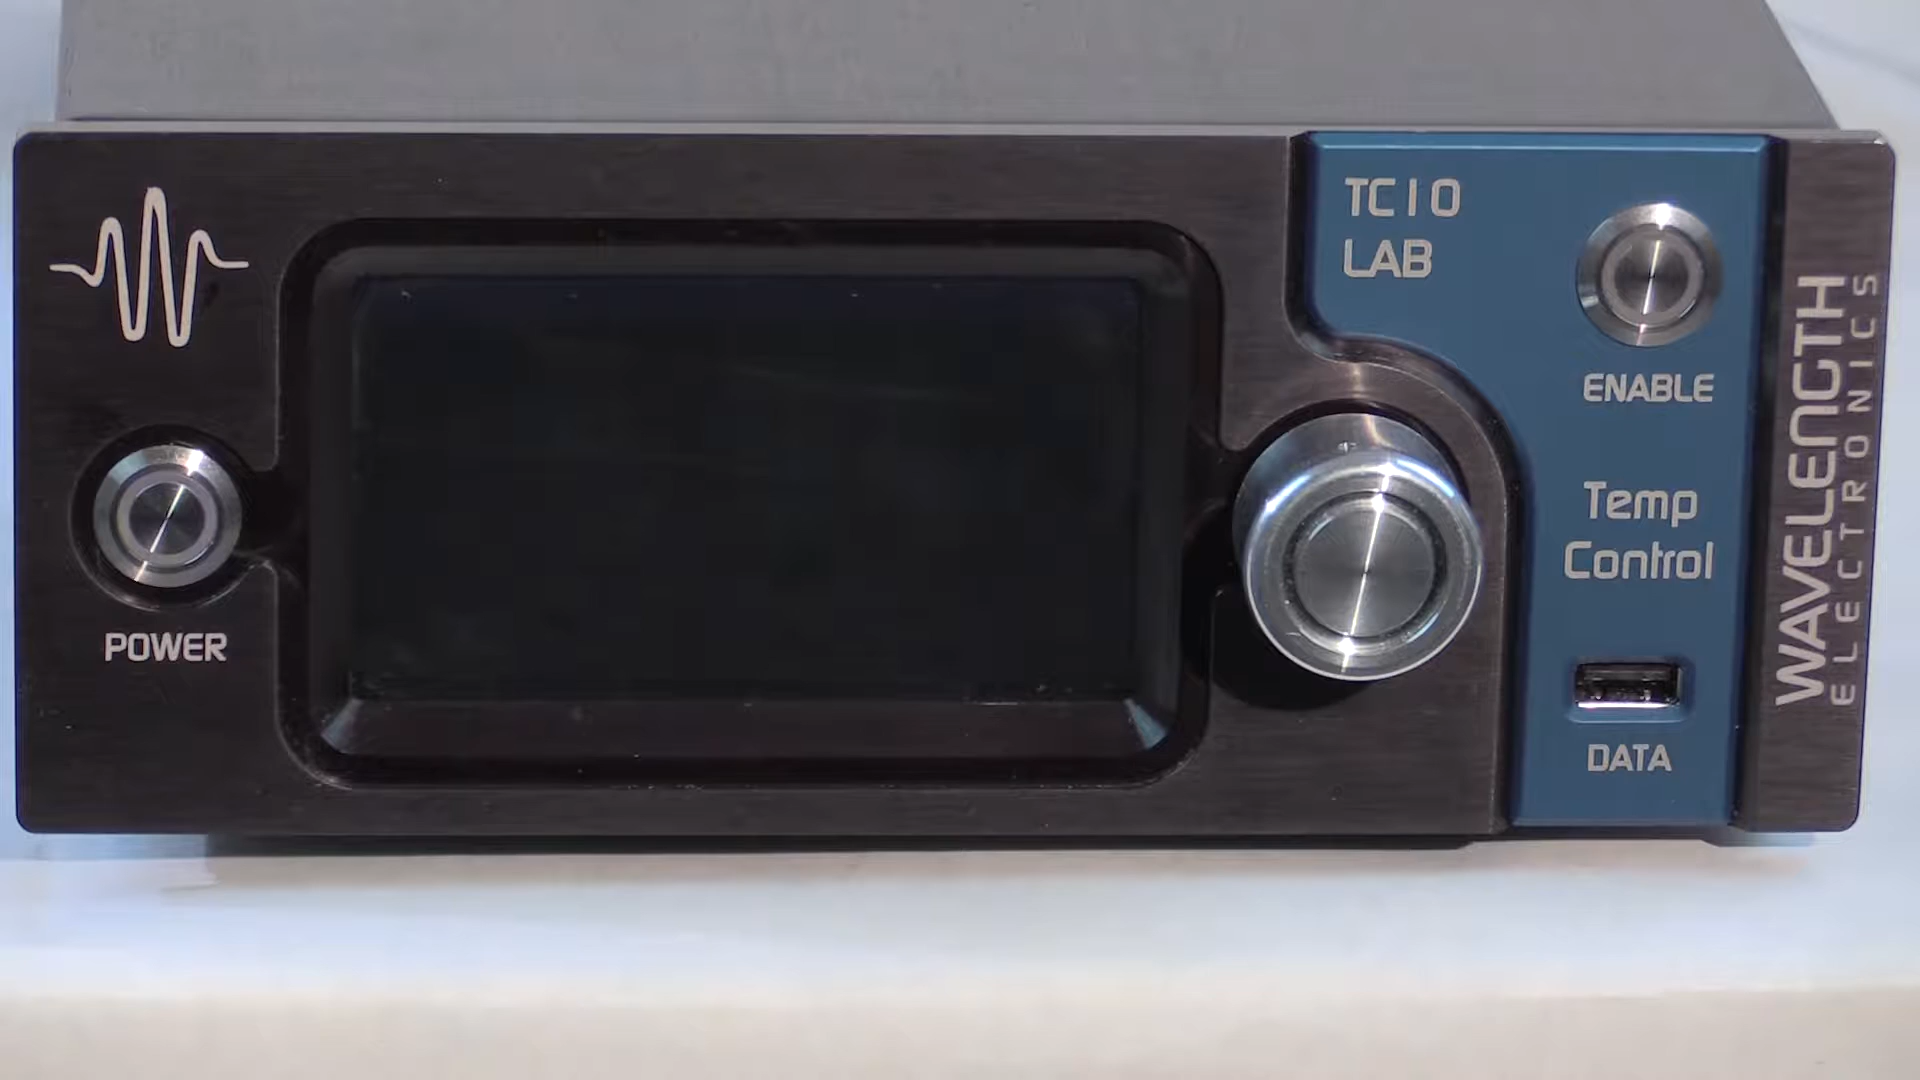 TC10
LAB
ENABLE
Temp
Control
POWER
DATA
WAVELENGTH
ELECTRONICS